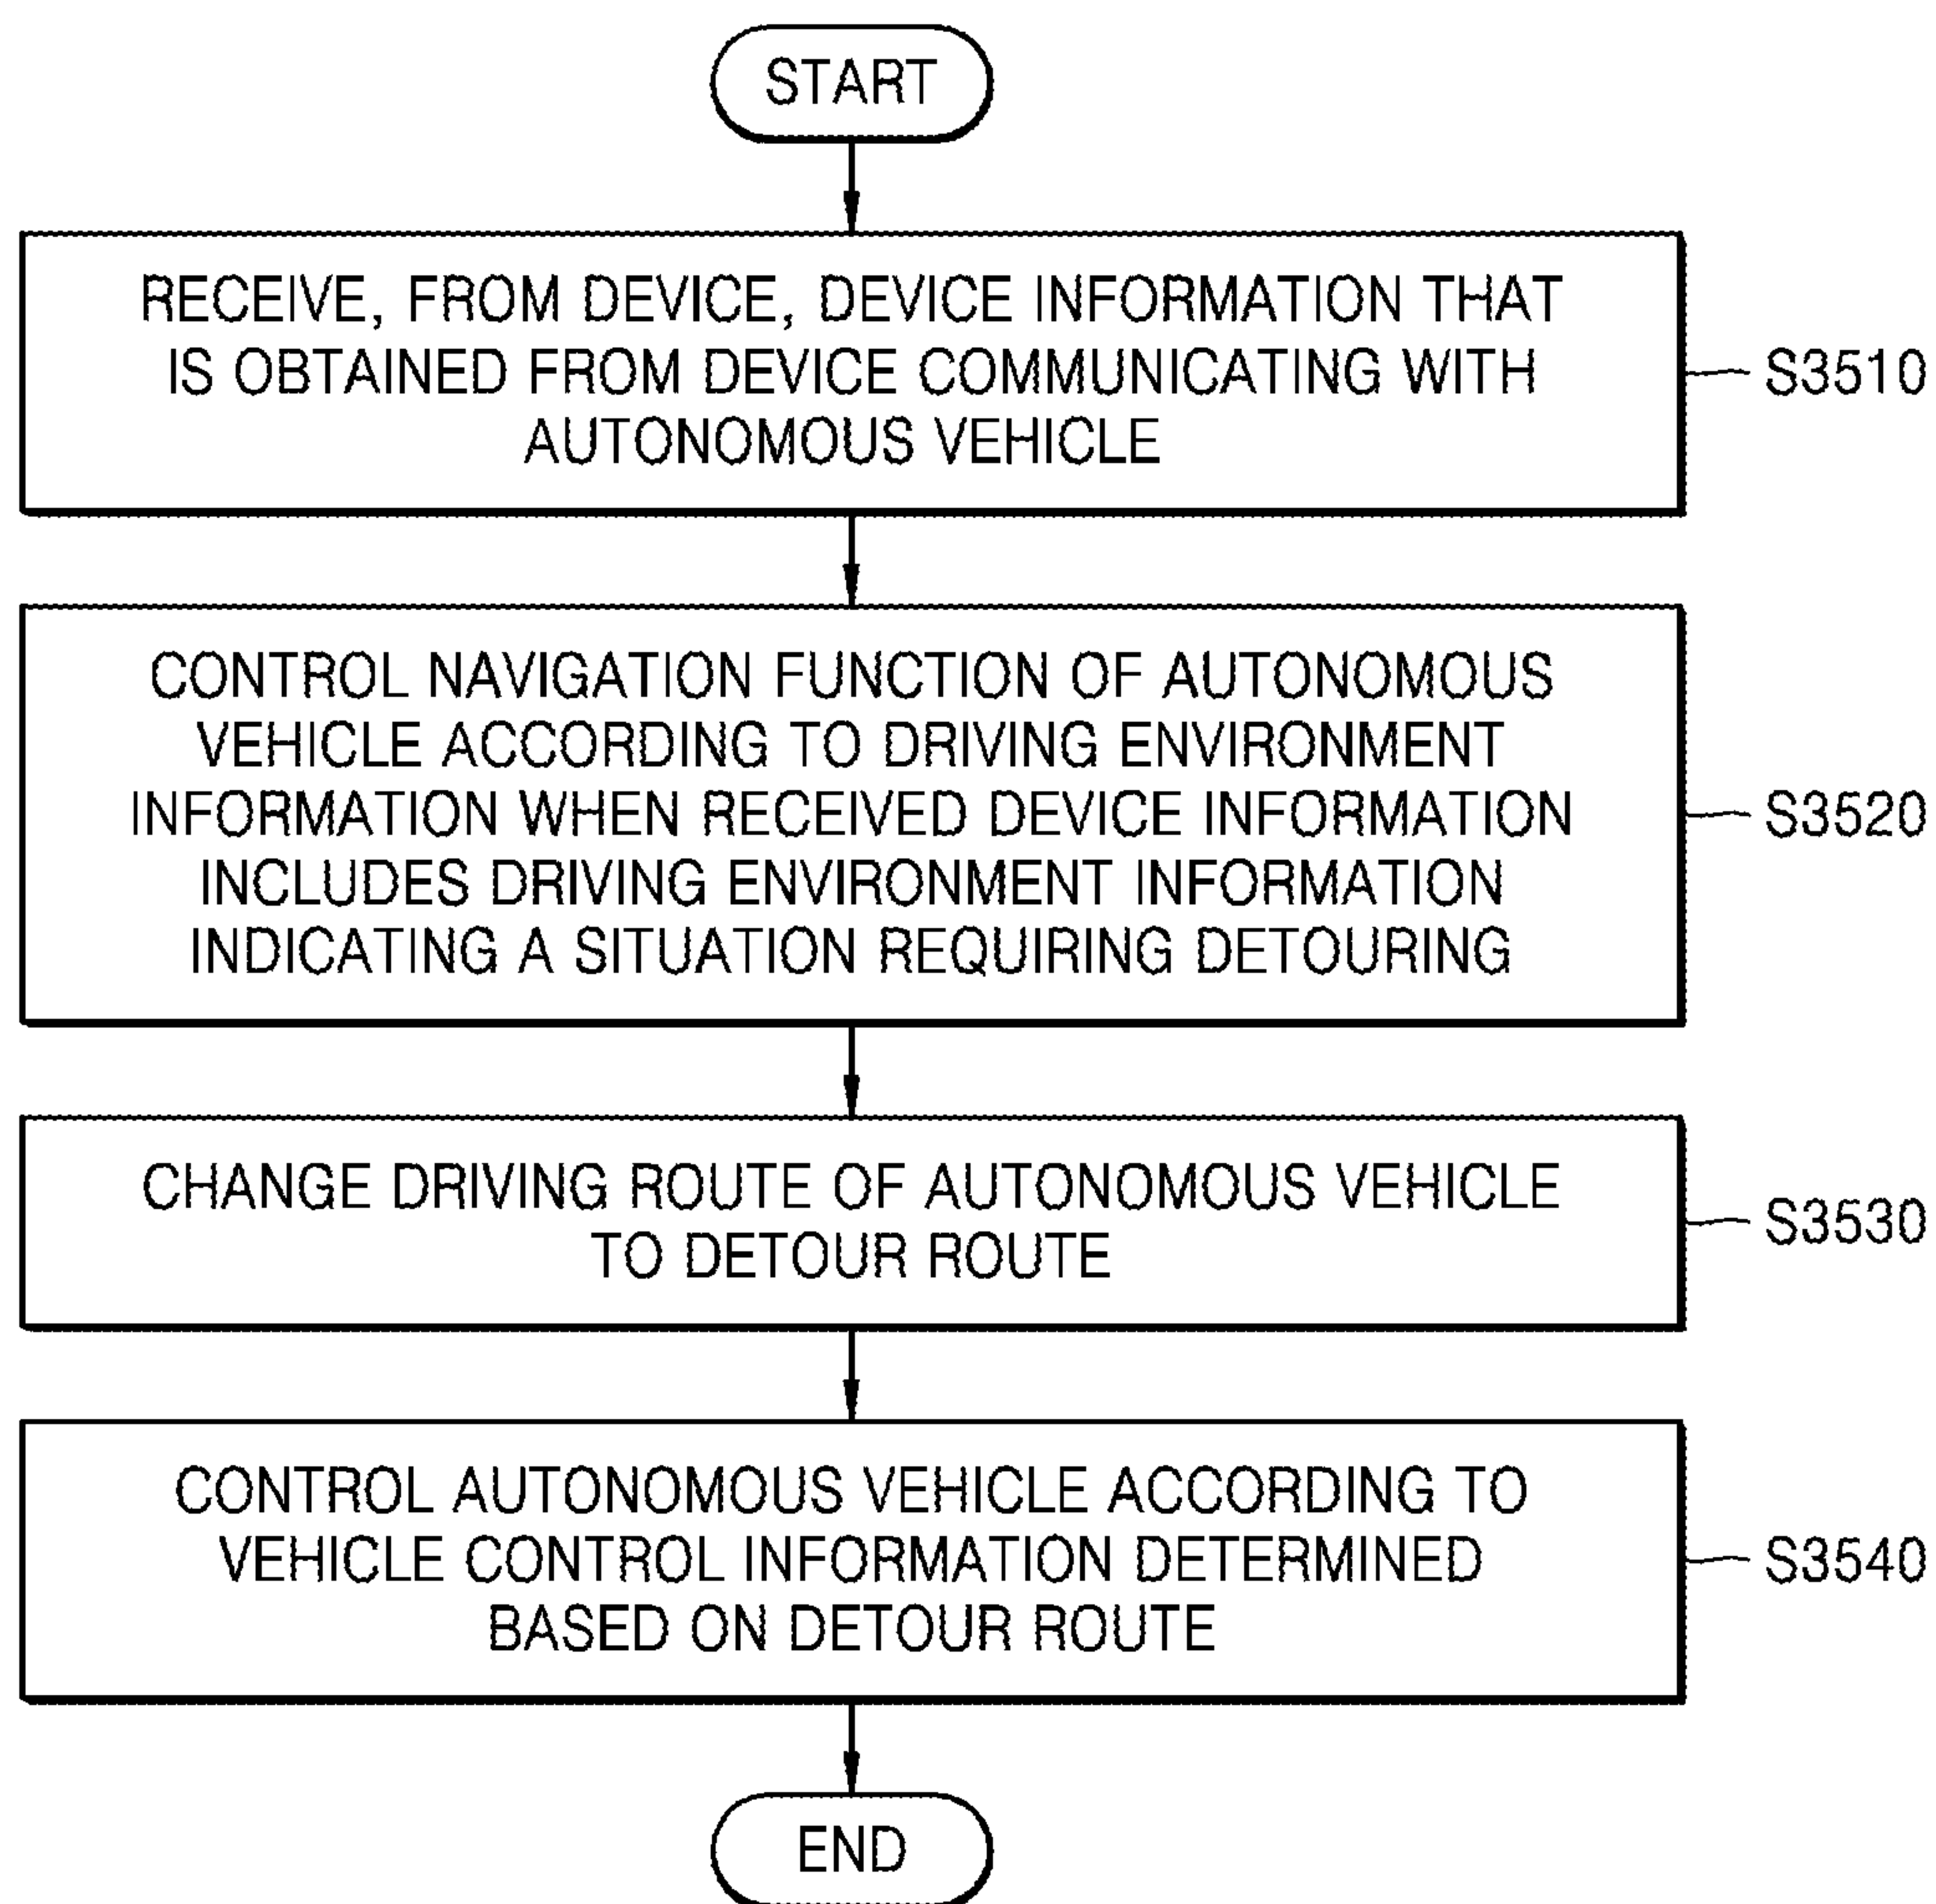 START
RECEIVE, FROM DEVICE, DEVICE INFORMATION THAT
IS OBTAINED FROM DEVICE COMMUNICATING WITH
AUTONOMOUS VEHICLE
S3510
CONTROL NAVIGATION FUNCTION OF AUTONOMOUS
VEHICLE ACCORDING TO DRIVING ENVIRONMENT
INFORMATION WHEN RECEIVED DEVICE INFORMATION
INCLUDES DRIVING ENVIRONMENT INFORMATION
INDICATING A SITUATION REQUIRING DETOURING
S3520
CHANGE DRIVING ROUTE OF AUTONOMOUS VEHICLE
TO DETOUR ROUTE
S3530
CONTROL AUTONOMOUS VEHICLE ACCORDING TO
VEHICLE CONTROL INFORMATION DETERMINED
BASED ON DETOUR ROUTE
S3540
END